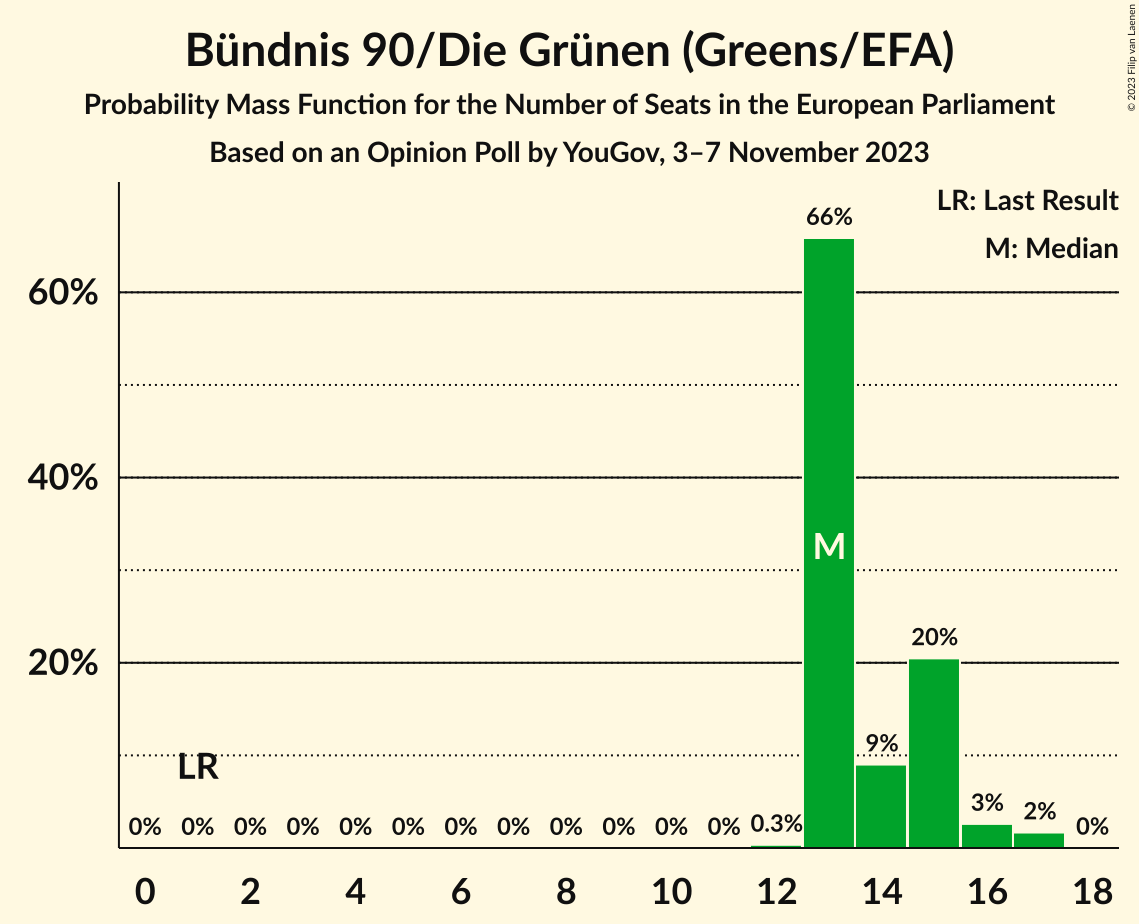 Bündnis 90/Die Grünen (Greens/EFA)
Probability Mass Function for the Number of Seats in the European Parliament
Based on an Opinion Poll by YouGov, 3–7 November 2023
© 2023 Filip van Laenen
LR: Last Result
M: Median
66%
60%
40%
M
20%
20%
9%
LR
0% 0% 0% 0% 0% 0% 0% 0% 0% 0% 0% 0% 0.3% 3% 2% 0%
0 2 4 6 8 10 12 14 16 18